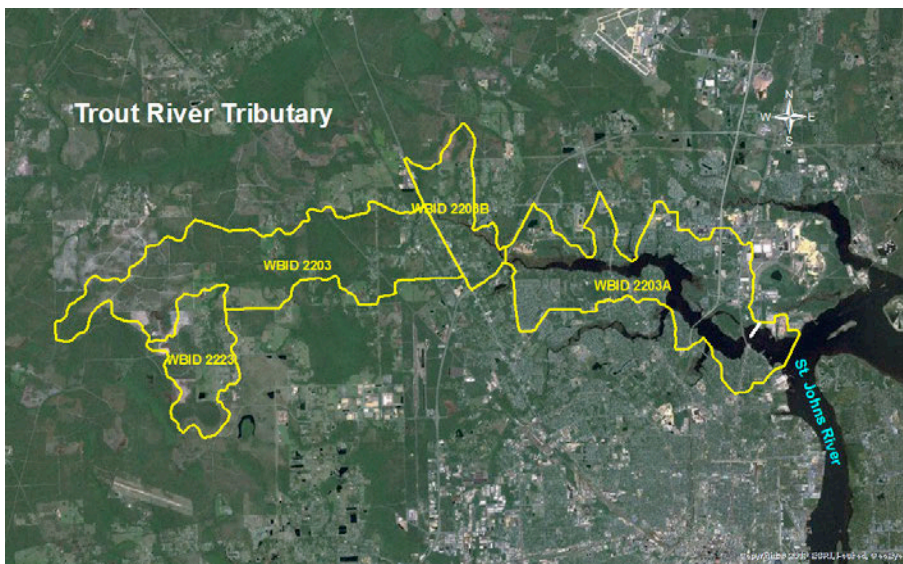 Trout River Tributary
N
W E
S
WBID 2203B
WBID 2203
WBID 2203A
WBID 2223
St. Johns River